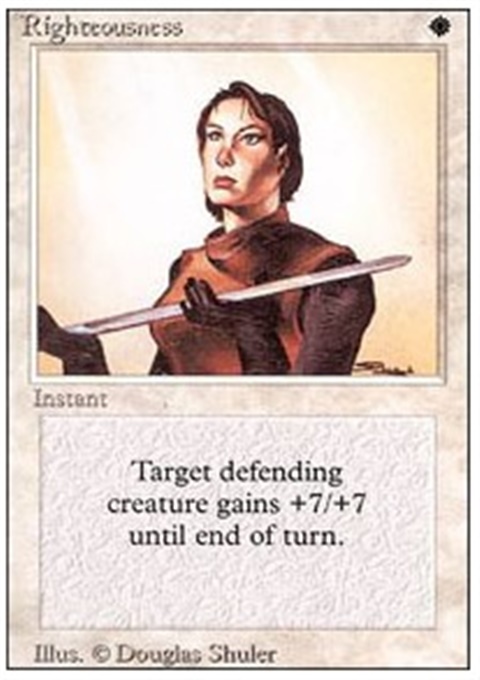 Righteousness
Instant
Target defending
creature gains +7/+7
until end of turn.
Illus. © Douglas Shuler